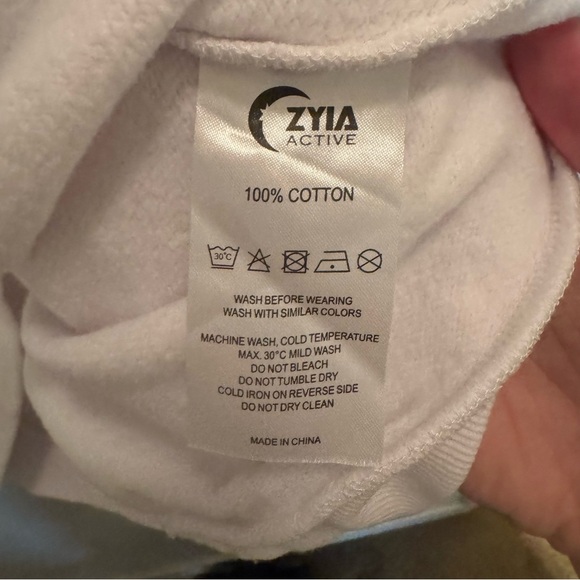 ZYIA
ACTIVE
100% COTTON
30°C
WASH BEFORE WEARING
WASH WITH SIMILAR COLORS
MACHINE WASH, COLD TEMPERATURE
MAX. 30°C MILD WASH
DO NOT BLEACH
DO NOT TUMBLE DRY
COLD IRON ON REVERSE SIDE
DO NOT DRY CLEAN
MADE IN CHINA